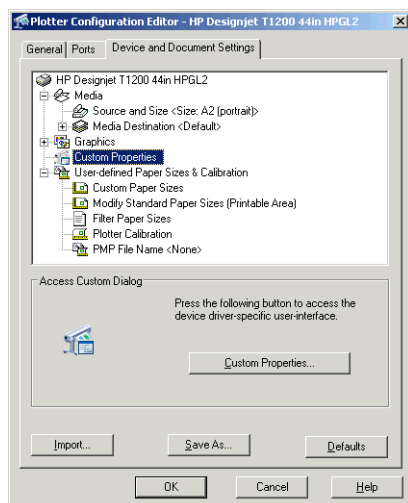 Plotter Configuration Editor - HP Designjet T1200 44in HPGL2
General Ports Device and Document Settings
HP Designjet T1200 44in HPGL2
Media
Source and Size <Size: A2 (portrait)>
Media Destination <Default>
Graphics
Custom Properties
User-defined Paper Sizes & Calibration
Custom Paper Sizes
Modify Standard Paper Sizes (Printable Area)
Filter Paper Sizes
Plotter Calibration
PMP File Name <None>
Access Custom Dialog
Press the following button to access the
device driver-specific user-interface.
Custom Properties...
Import... Save As... Defaults
OK Cancel Help